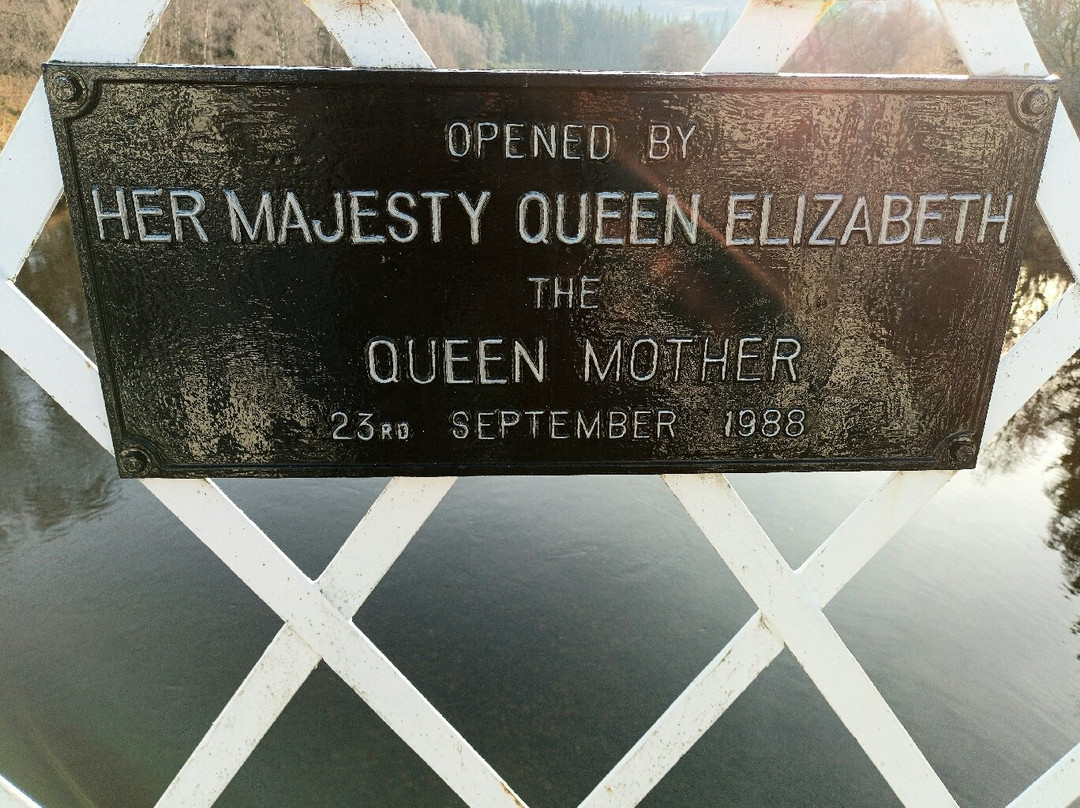 OPENED BY
HER MAJESTY QUEEN ELIZABETH
THE
QUEEN MOTHER
23RD SEPTEMBER 1988